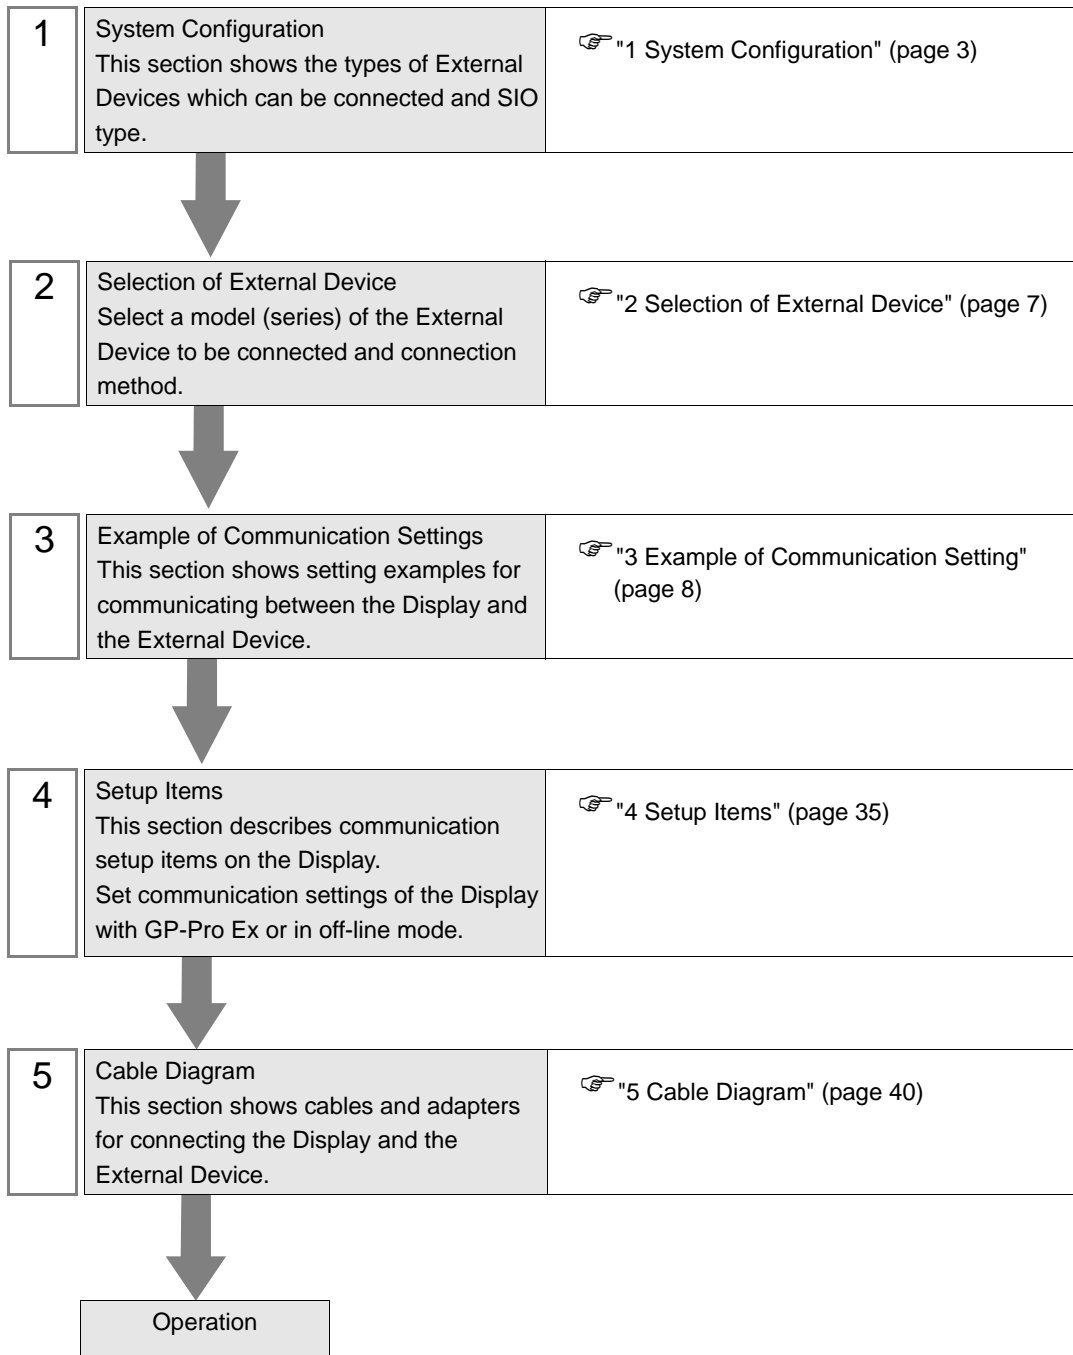 1
System Configuration
This section shows the types of External
Devices which can be connected and SIO
type.
"1 System Configuration" (page 3)
2
Selection of External Device
Select a model (series) of the External
Device to be connected and connection
method.
"2 Selection of External Device" (page 7)
3
Example of Communication Settings
This section shows setting examples for
communicating between the Display and
the External Device.
"3 Example of Communication Setting"
(page 8)
4
Setup Items
This section describes communication
setup items on the Display.
Set communication settings of the Display
with GP-Pro Ex or in off-line mode.
"4 Setup Items" (page 35)
5
Cable Diagram
This section shows cables and adapters
for connecting the Display and the
External Device.
"5 Cable Diagram" (page 40)
Operation